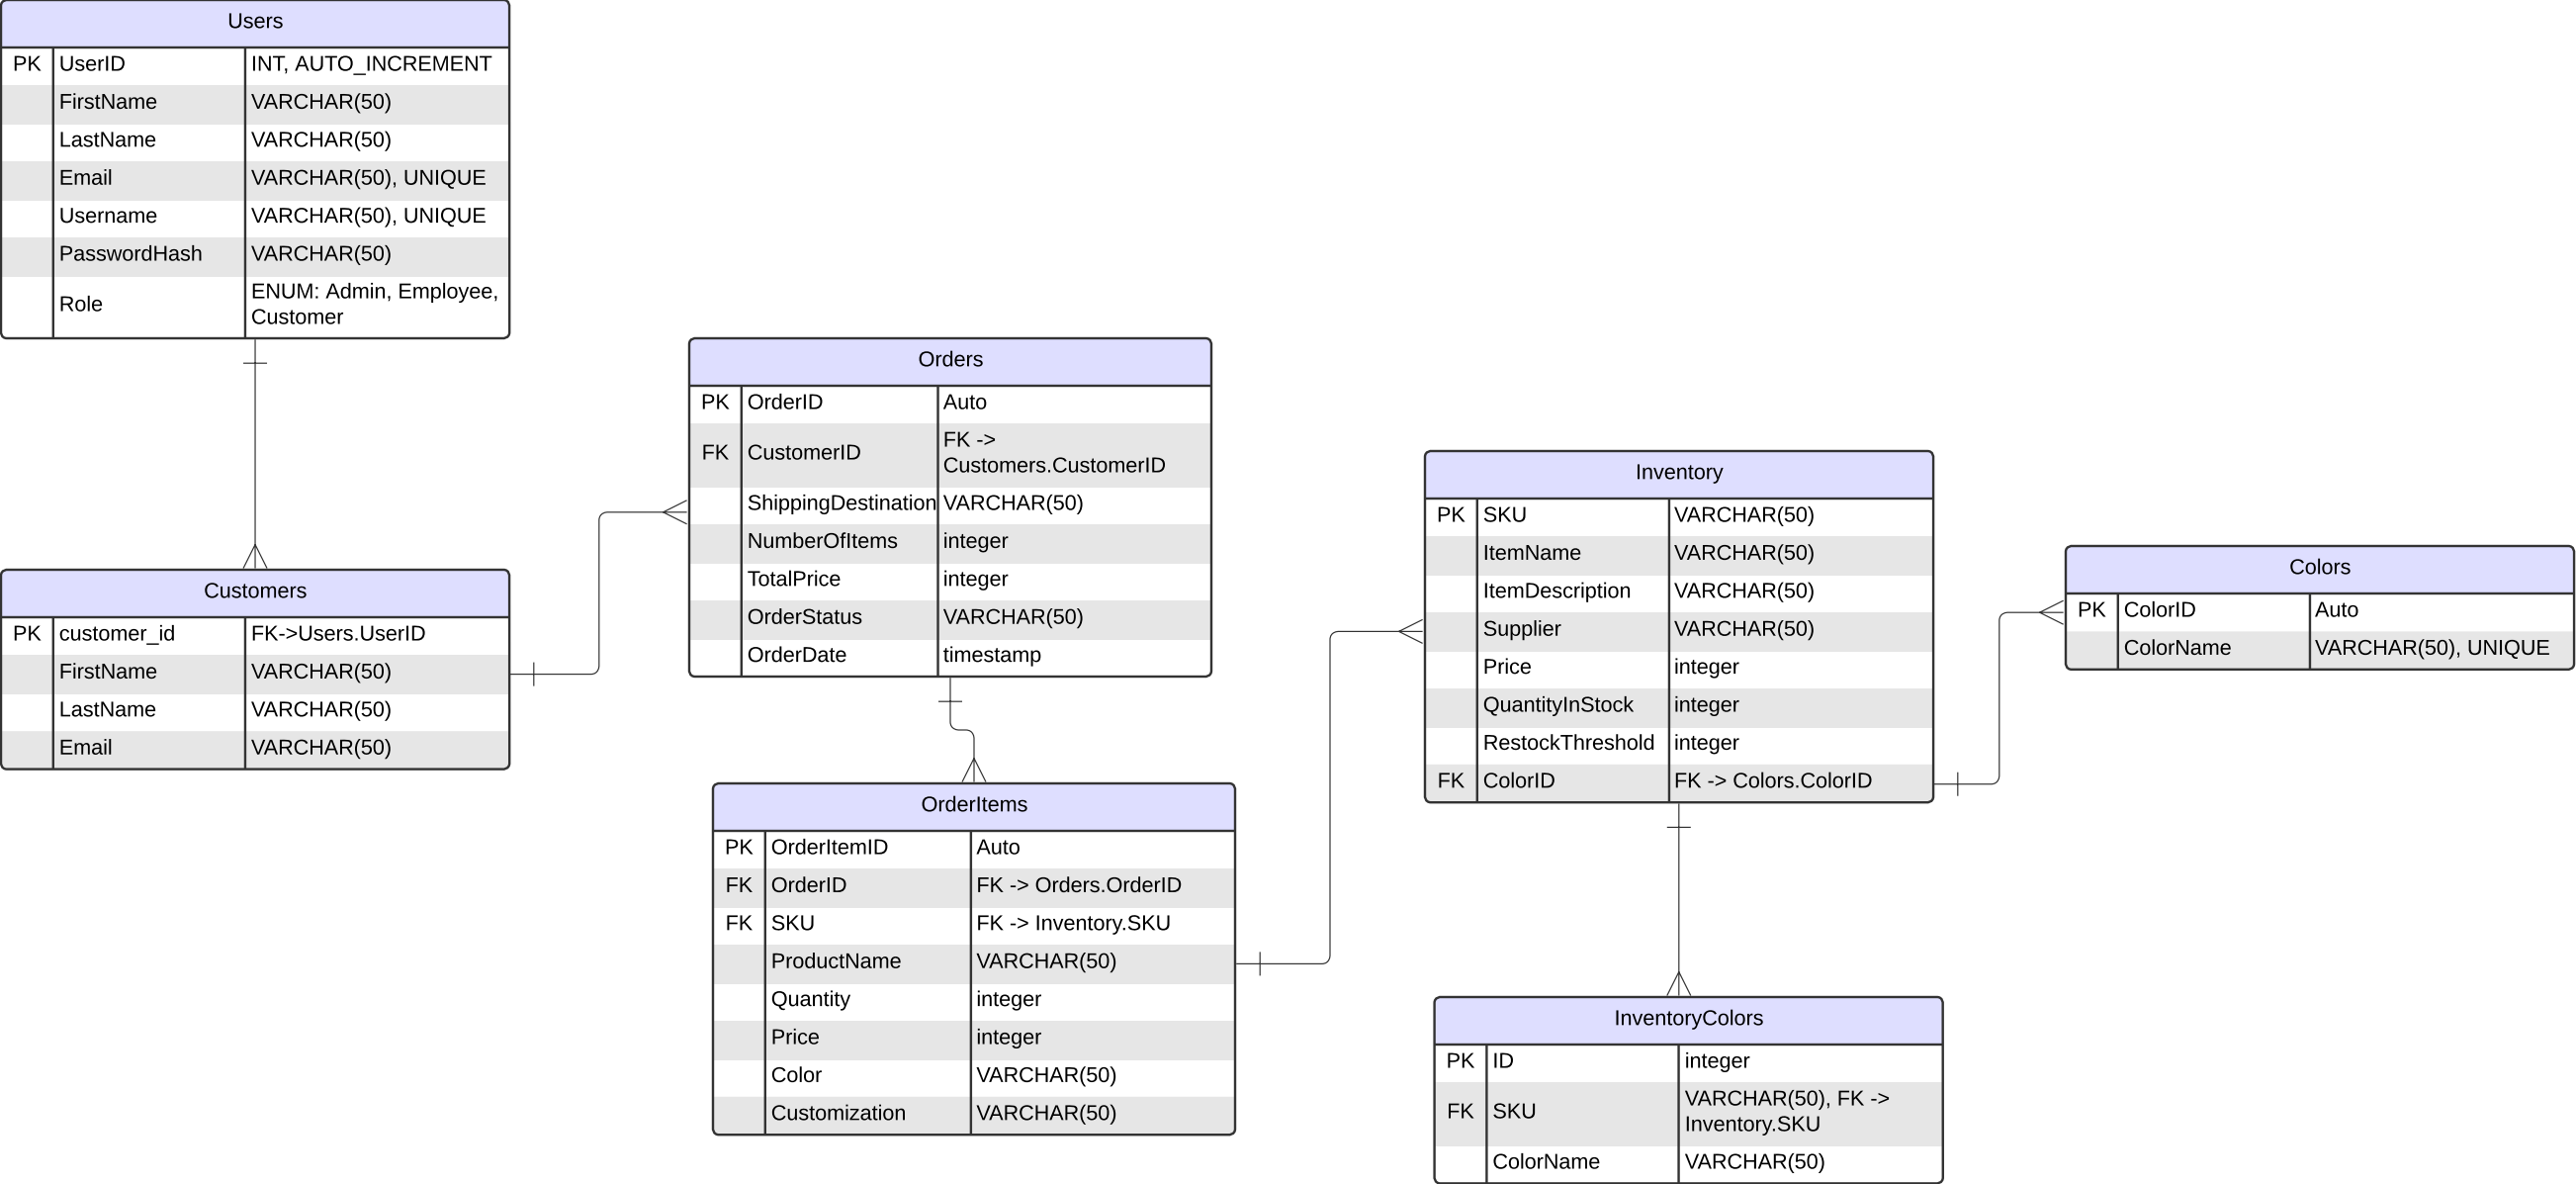 Users
PK UserID INT, AUTO_INCREMENT
FirstName VARCHAR(50)
LastName VARCHAR(50)
Email VARCHAR(50), UNIQUE
Username VARCHAR(50), UNIQUE
PasswordHash VARCHAR(50)
Role ENUM: Admin, Employee,
Customer
Customers
PK customer_id FK->Users.UserID
FirstName VARCHAR(50)
LastName VARCHAR(50)
Email VARCHAR(50)
Orders
PK OrderID Auto
FK CustomerID FK ->
Customers.CustomerID
ShippingDestination VARCHAR(50)
NumberOfItems integer
TotalPrice integer
OrderStatus VARCHAR(50)
OrderDate timestamp
OrderItems
PK OrderItemID Auto
FK OrderID FK -> Orders.OrderID
FK SKU FK -> Inventory.SKU
ProductName VARCHAR(50)
Quantity integer
Price integer
Color VARCHAR(50)
Customization VARCHAR(50)
Inventory
PK SKU VARCHAR(50)
ItemName VARCHAR(50)
ItemDescription VARCHAR(50)
Supplier VARCHAR(50)
Price integer
QuantityInStock integer
RestockThreshold integer
FK ColorID FK -> Colors.ColorID
InventoryColors
PK ID integer
FK SKU VARCHAR(50), FK ->
Inventory.SKU
ColorName VARCHAR(50)
Colors
PK ColorID Auto
ColorName VARCHAR(50), UNIQUE